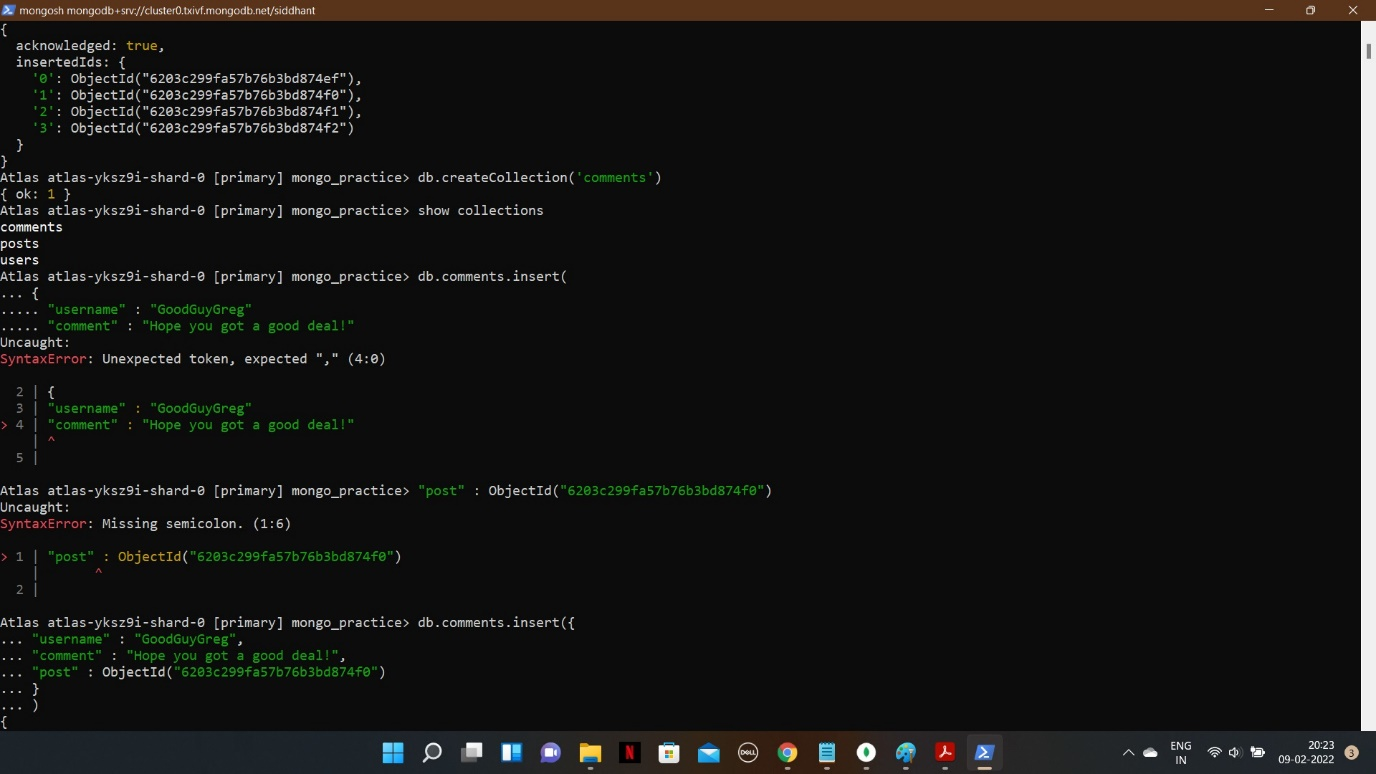 mongosh mongodb+srv://cluster0.txivf.mongodb.net/siddhant
{
acknowledged: true,
insertedIds: {
'0': ObjectId("6203c299fa57b76b3bd874ef"),
'1': ObjectId("6203c299fa57b76b3bd874f0"),
'2': ObjectId("6203c299fa57b76b3bd874f1"),
'3': ObjectId("6203c299fa57b76b3bd874f2")
}
}
Atlas atlas-yksz9i-shard-0 [primary] mongo_practice> db.createCollection('comments')
{ ok: 1 }
Atlas atlas-yksz9i-shard-0 [primary] mongo_practice> show collections
comments
posts
users
Atlas atlas-yksz9i-shard-0 [primary] mongo_practice> db.comments.insert(
... {
..... "username" : "GoodGuyGreg"
..... "comment" : "Hope you got a good deal!"
Uncaught:
SyntaxError: Unexpected token, expected "," (4:0)
2 | {
3 | "username" : "GoodGuyGreg"
> 4 | "comment" : "Hope you got a good deal!"
| ^
5 |
Atlas atlas-yksz9i-shard-0 [primary] mongo_practice> "post" : ObjectId("6203c299fa57b76b3bd874f0")
Uncaught:
SyntaxError: Missing semicolon. (1:6)
> 1 | "post" : ObjectId("6203c299fa57b76b3bd874f0")
| ^
2 |
Atlas atlas-yksz9i-shard-0 [primary] mongo_practice> db.comments.insert({
... "username" : "GoodGuyGreg",
... "comment" : "Hope you got a good deal!",
... "post" : ObjectId("6203c299fa57b76b3bd874f0")
... }
... )
{
N
DELL
ENG
IN
20:23
09-02-2022
3